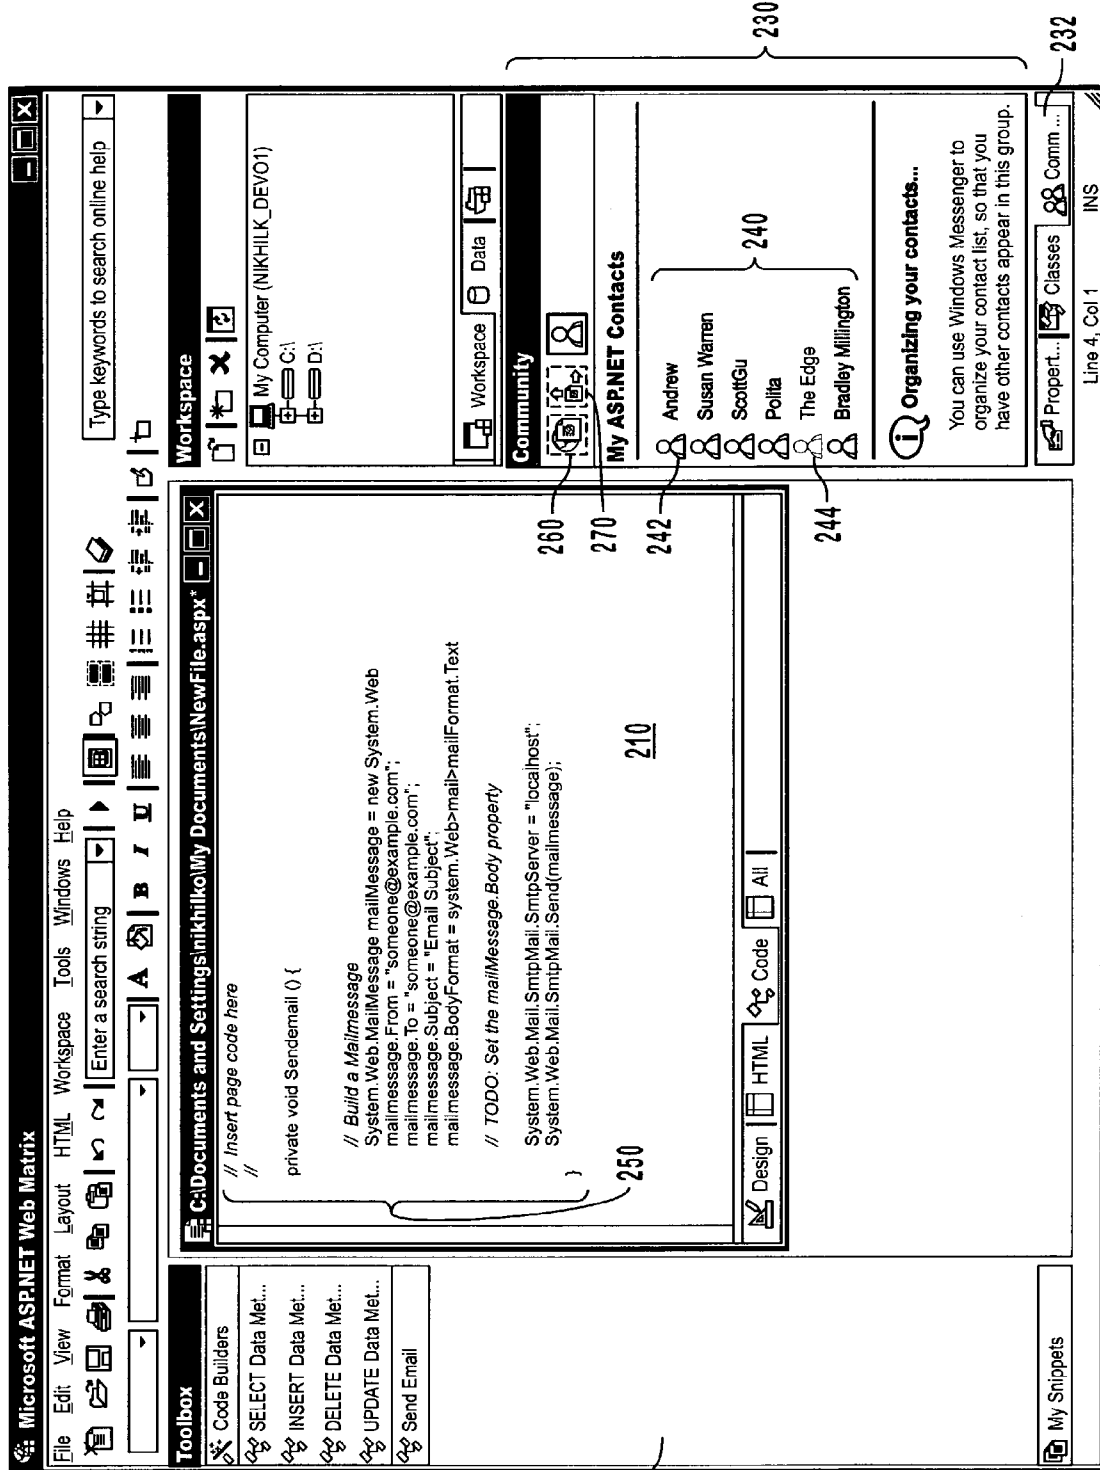 Microsoft ASP.NET Web Matrix
File Edit View Format Layout HTML Workspace Tools Windows Help
Enter a search string
Type keywords to search online help
A B I U
Toolbox
Code Builders
SELECT Data Met...
INSERT Data Met...
DELETE Data Met...
UPDATE Data Met...
Send Email
My Snippets
C:\Documents and Settings\nikhilko\My Documents\NewFile.aspx*
// Insert page code here
//
private void Sendemail () {
// Build a Mailmessage
System.Web.MailMessage mailMessage = new System.Web
mailmessage.From = "someone@example.com";
mailmessage.To = "someone@example.com";
mailmessage.Subject = "Email Subject";
mailmessage.BodyFormat = system.Web>mail>mailFormat.Text
// TODO: Set the mailMessage.Body property
System.Web.Mail.SmtpMail.SmtpServer = "localhost";
System.Web.Mail.SmtpMail.Send(mailmessage);
}
250
210
Design HTML Code All
Workspace
My Computer (NIKHILK_DEVO1)
C:\
D:\
Workspace Data
Community
260
270
My ASP.NET Contacts
242
Andrew
Susan Warren
ScottGu
Polita
The Edge
Bradley Millington
240
244
Organizing your contacts...
You can use Windows Messenger to
organize your contact list, so that you
have other contacts appear in this group.
230
Propert... Classes Comm ...
232
Line 4, Col 1 INS